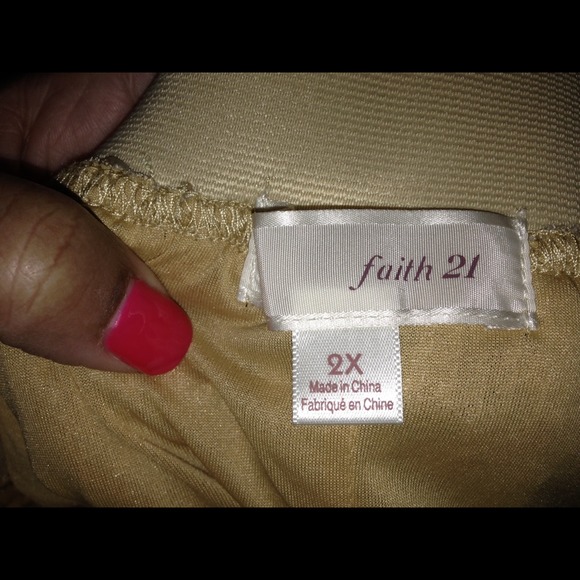 faith 21
2X
Made in China
Fabriqué en Chine